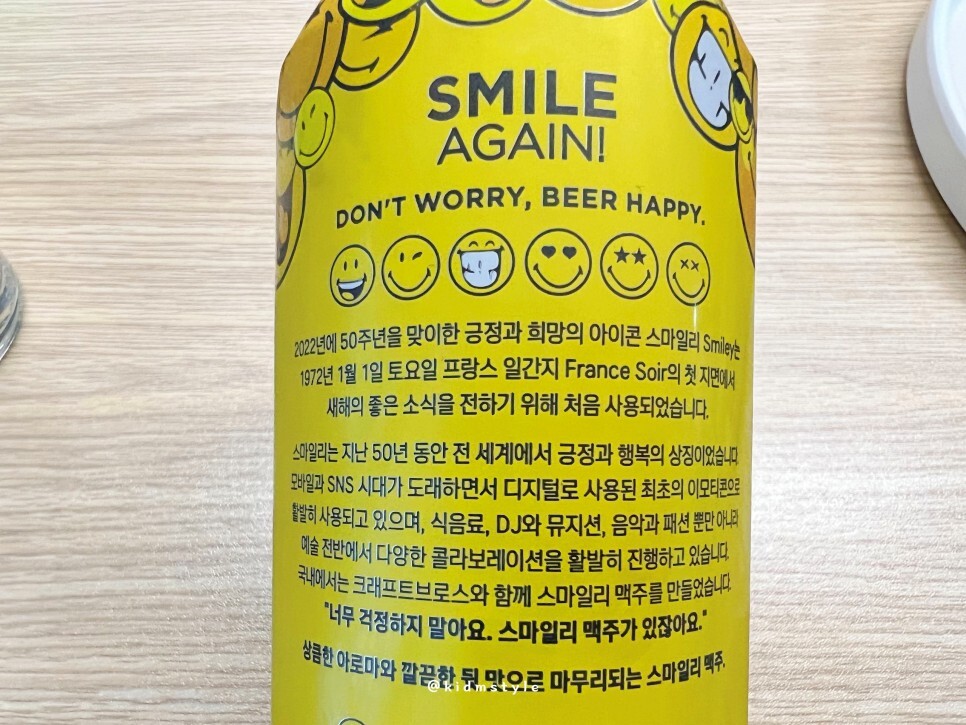 SMILE
AGAIN!
DON'T WORRY, BEER HAPPY.
2022년에 50주년을 맞이한 긍정과 희망의 아이콘 스마일리 Smiley는
1972년 1월 1일 토요일 프랑스 일간지 France Soir의 첫 지면에서
새해의 좋은 소식을 전하기 위해 처음 사용되었습니다.
스마일리는 지난 50년 동안 전 세계에서 긍정과 행복의 상징이었습니다.
모바일과 SNS 시대가 도래하면서 디지털로 사용된 최초의 이모티콘으로
활발히 사용되고 있으며, 식음료, DJ와 뮤지션, 음악과 패션 뿐만 아니라
예술 전반에서 다양한 콜라보레이션을 활발히 진행하고 있습니다.
국내에서는 크래프트브로스와 함께 스마일리 맥주를 만들었습니다.
"너무 걱정하지 말아요. 스마일리 맥주가 있잖아요."
상큼한 아로마와 깔끔한 뒷 맛으로 마무리되는 스마일리 맥주.
@kidmstyle